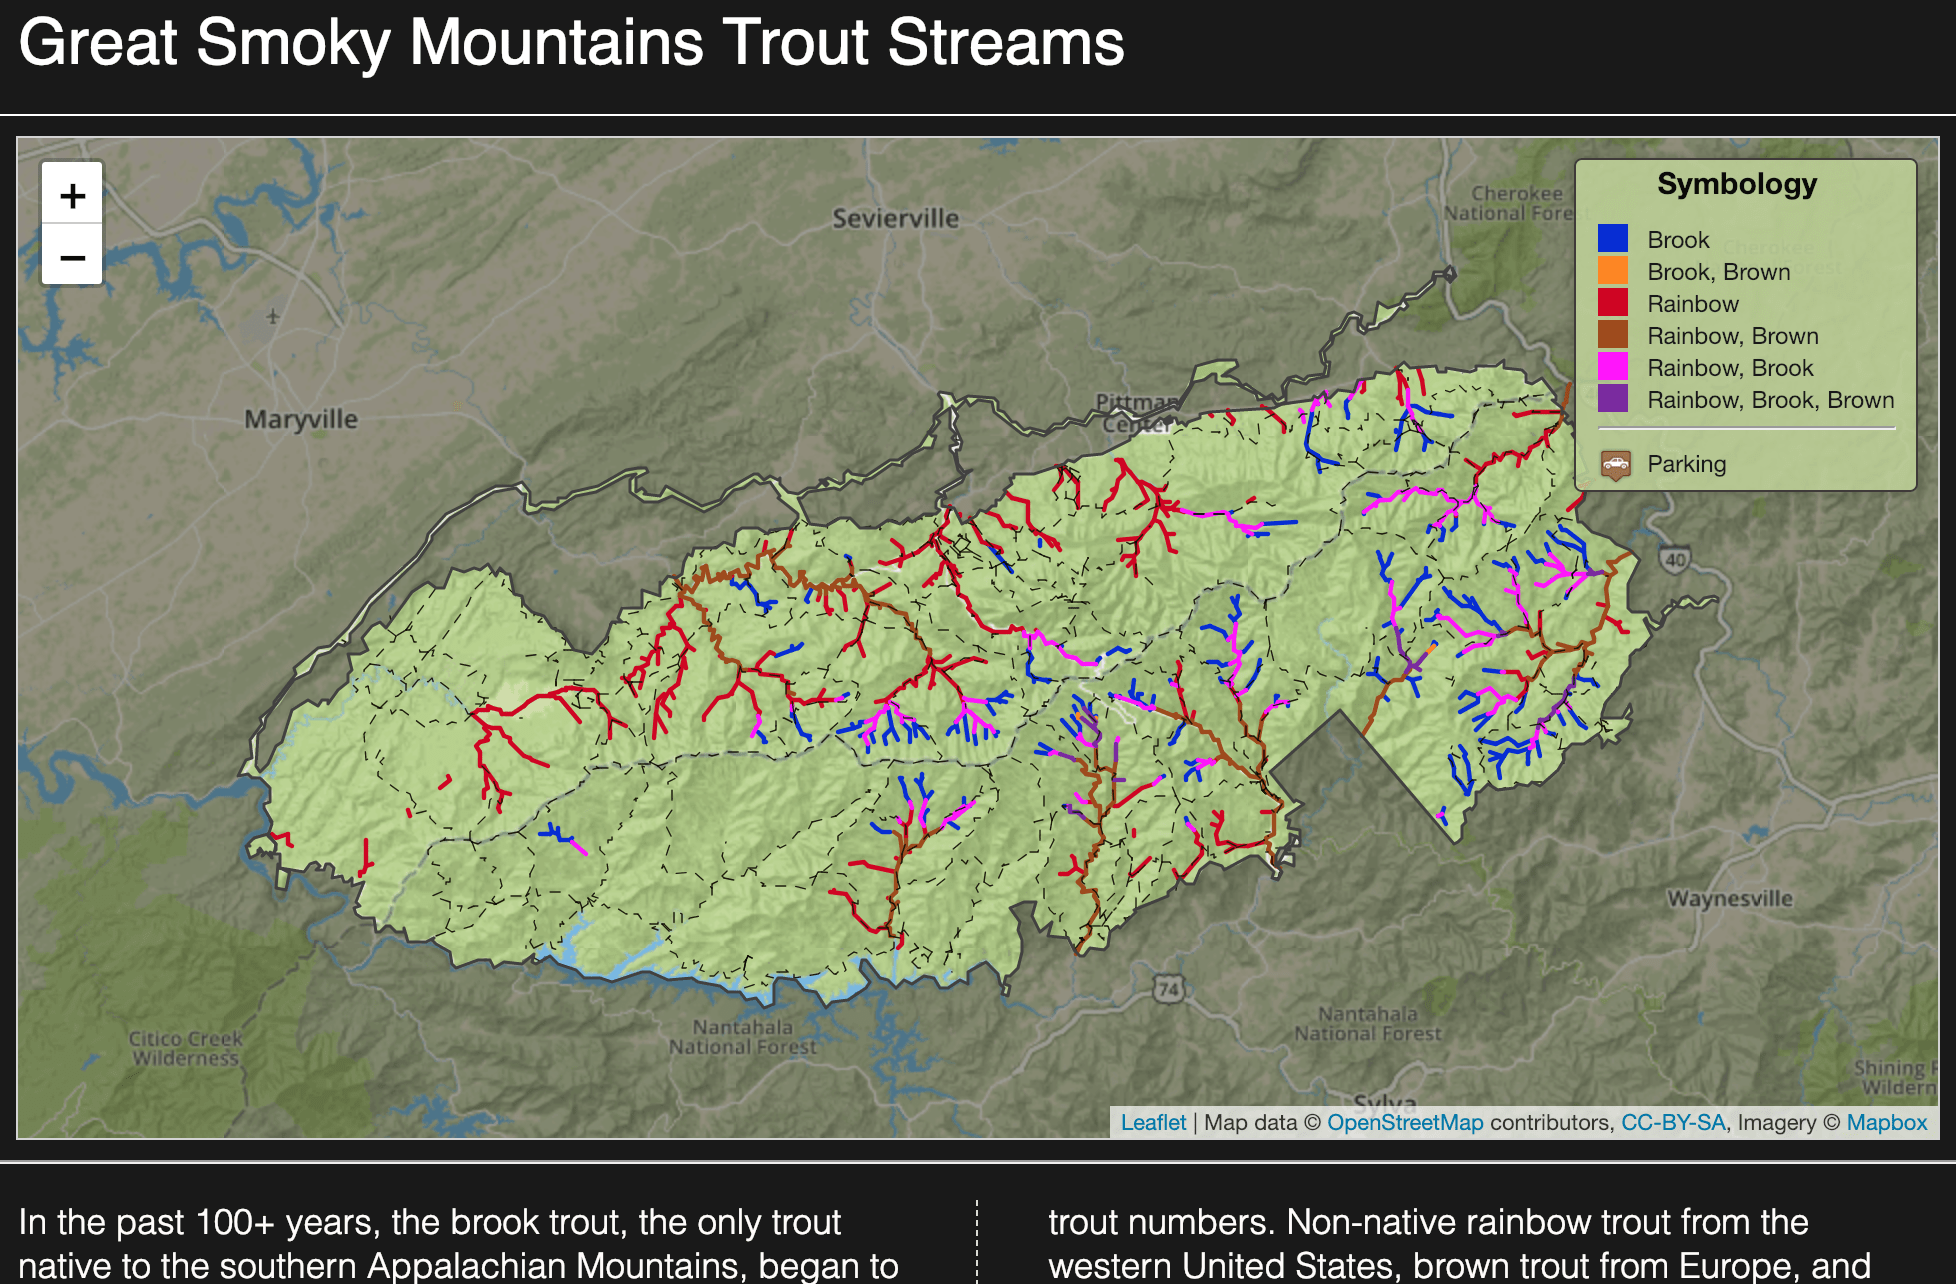 Great Smoky Mountains Trout Streams
+
−
Sevierville
Maryville
Pittman
Center
Cherokee
National Fores
Symbology
Brook
Brook, Brown
Rainbow
Rainbow, Brown
Rainbow, Brook
Rainbow, Brook, Brown
Parking
40
Waynesville
74
Nantahala
National Forest
Nantahala
National Forest
Citico Creek
Wilderness
Shining
Wildern
Sylva
Leaflet | Map data © OpenStreetMap contributors, CC-BY-SA, Imagery © Mapbox
In the past 100+ years, the brook trout, the only trout
native to the southern Appalachian Mountains, began to
trout numbers. Non-native rainbow trout from the
western United States, brown trout from Europe, and